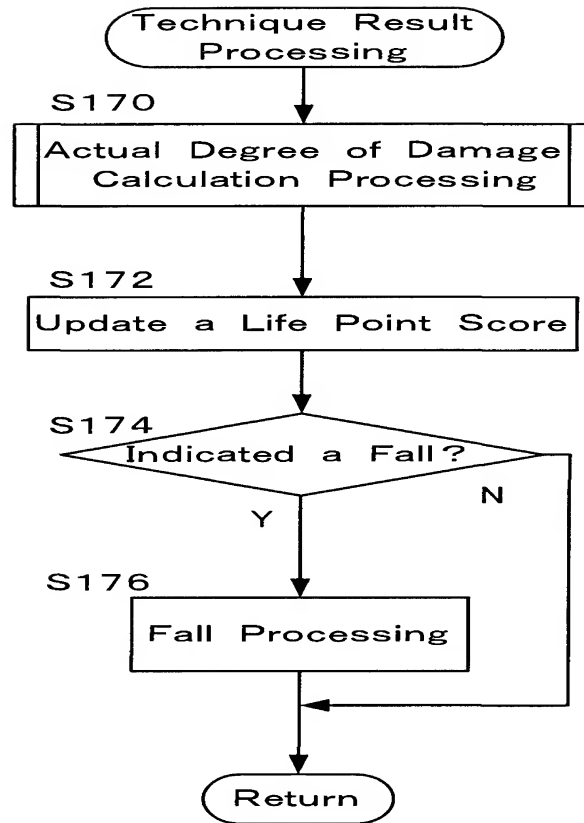 Technique Result
Processing
S170
Actual Degree of Damage
Calculation Processing
S172
Update a Life Point Score
S174
Indicated a Fall?
N
Y
S176
Fall Processing
Return